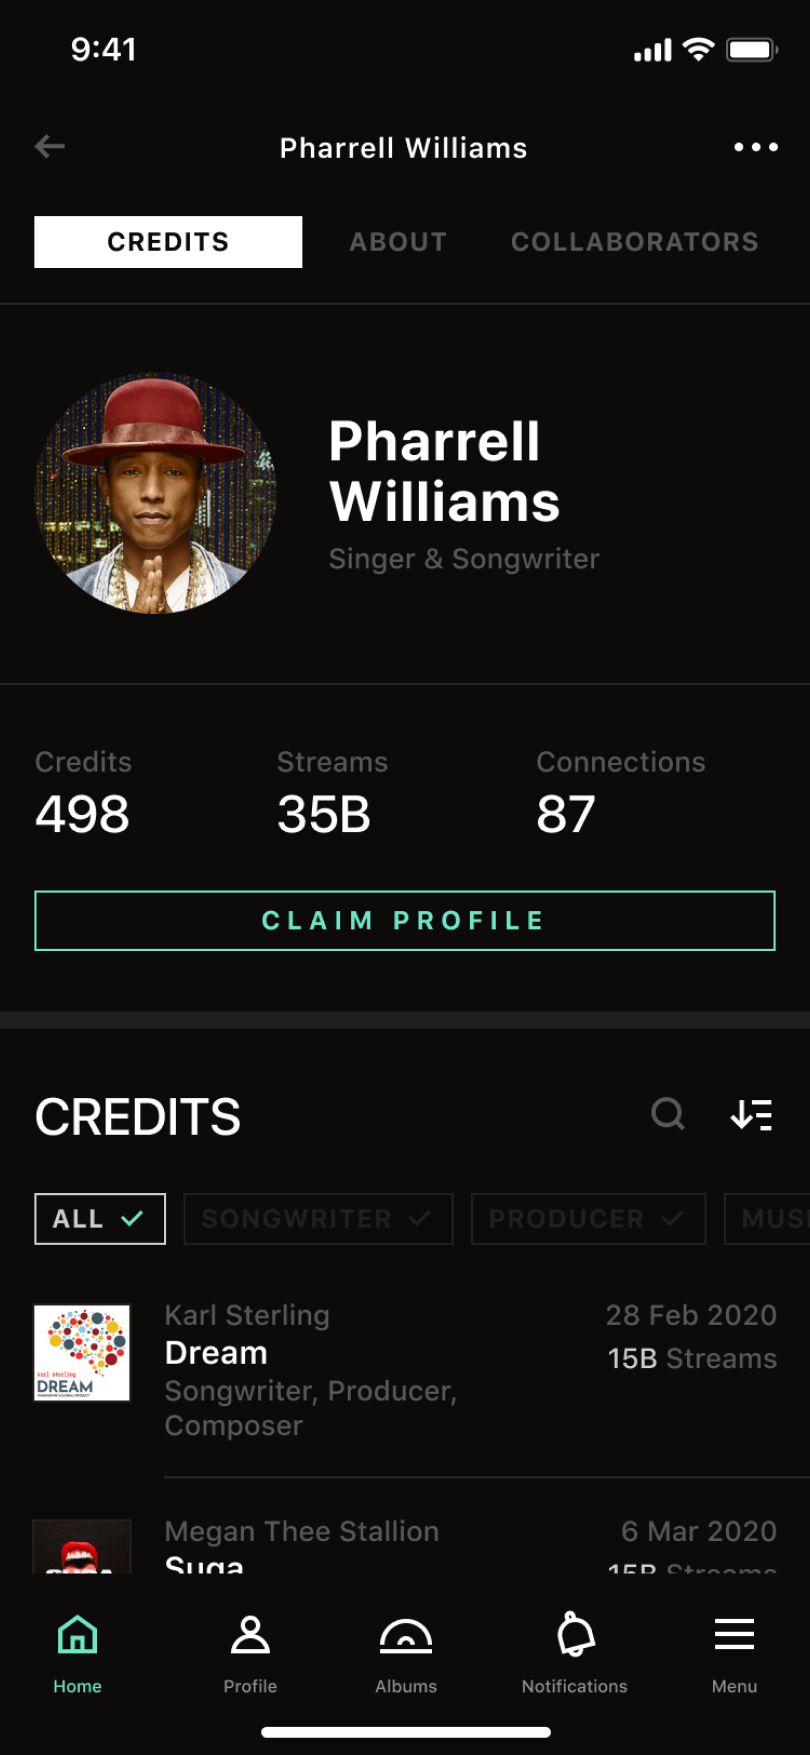 9:41
Pharrell Williams
CREDITS
ABOUT
COLLABORATORS
Pharrell
Williams
Singer & Songwriter
Credits
Streams
Connections
498
35B
87
CLAIM PROFILE
CREDITS
ALL
SONGWRITER
PRODUCER
MUS
karl sterling
DREAM
Karl Sterling
28 Feb 2020
Dream
15B Streams
Songwriter, Producer,
Composer
Megan Thee Stallion
6 Mar 2020
Suga
15B Streams
Home
Profile
Albums
Notifications
Menu